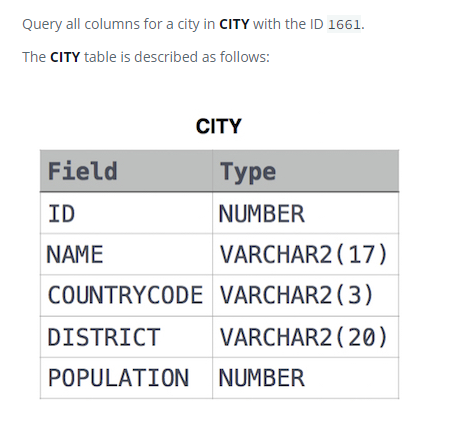 Query all columns for a city in CITY with the ID 1661.
The CITY table is described as follows:
CITY
Field Type
ID NUMBER
NAME VARCHAR2(17)
COUNTRYCODE VARCHAR2(3)
DISTRICT VARCHAR2(20)
POPULATION NUMBER